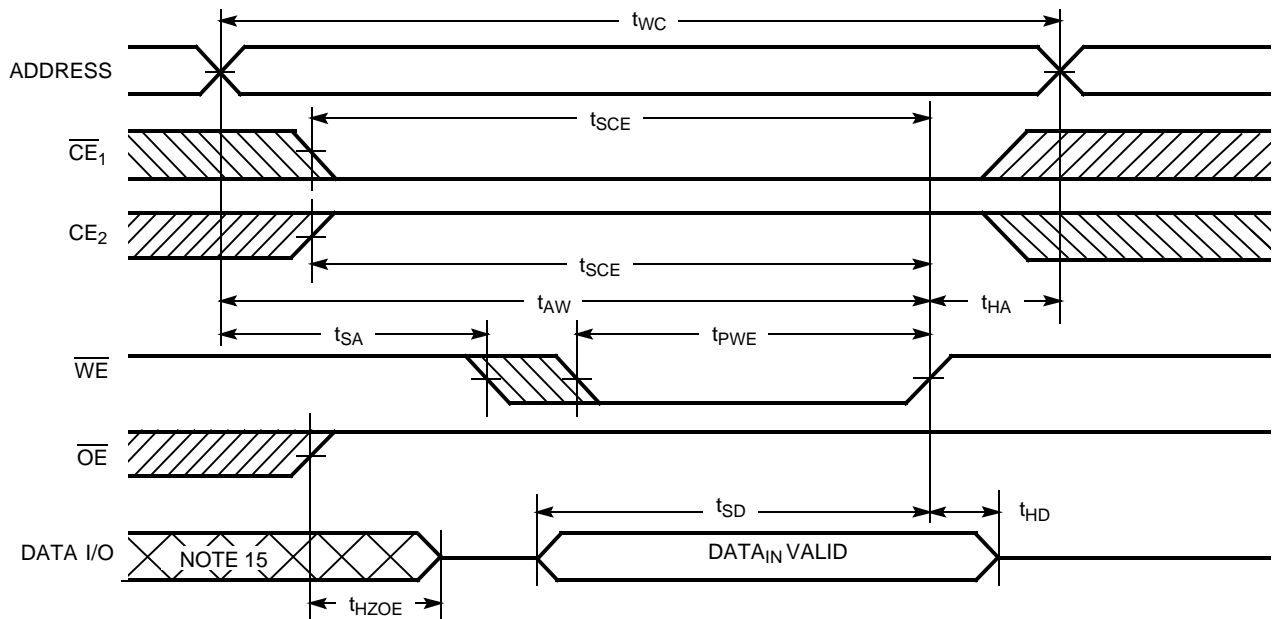 tWC
ADDRESS
tSCE
CE1
CE2
tSCE
tAW
tHA
tSA
tPWE
WE
OE
tSD
tHD
DATA I/O
NOTE 15
DATAIN VALID
tHZOE